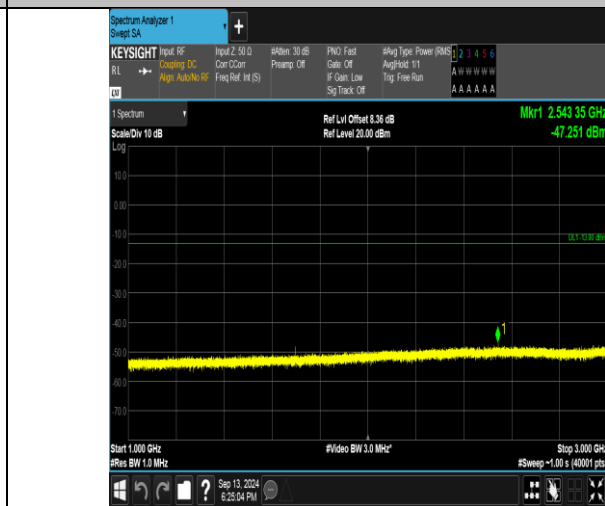 Spectrum Analyzer 1
Swept SA
+
KEYSIGHT Input: RF Input Z: 50 Ω #Atten: 30 dB PNO: Fast #Avg Type: Power (RMS 1 2 3 4 5 6
RL Coupling: DC Corr CCorr Preamp: Off Gate: Off Avg|Hold: 1/1 A W W W W W
Align: Auto/No RF Freq Ref: Int (S) IF Gain: Low Trig: Free Run
LXI Sig Track: Off A A A A A A
1 Spectrum Ref Lvl Offset 8.36 dB Mkr1 2.543 35 GHz
Scale/Div 10 dB Ref Level 20.00 dBm -47.251 dBm
Log
10.0
0.00
-10.0
DL1 -13.00 dBm
-20.0
-30.0
-40.0
1
-50.0
-60.0
-70.0
Start 1.000 GHz #Video BW 3.0 MHz* Stop 3.000 GHz
#Res BW 1.0 MHz #Sweep ~1.00 s (40001 pts
? Sep 13, 2024
6:25:04 PM